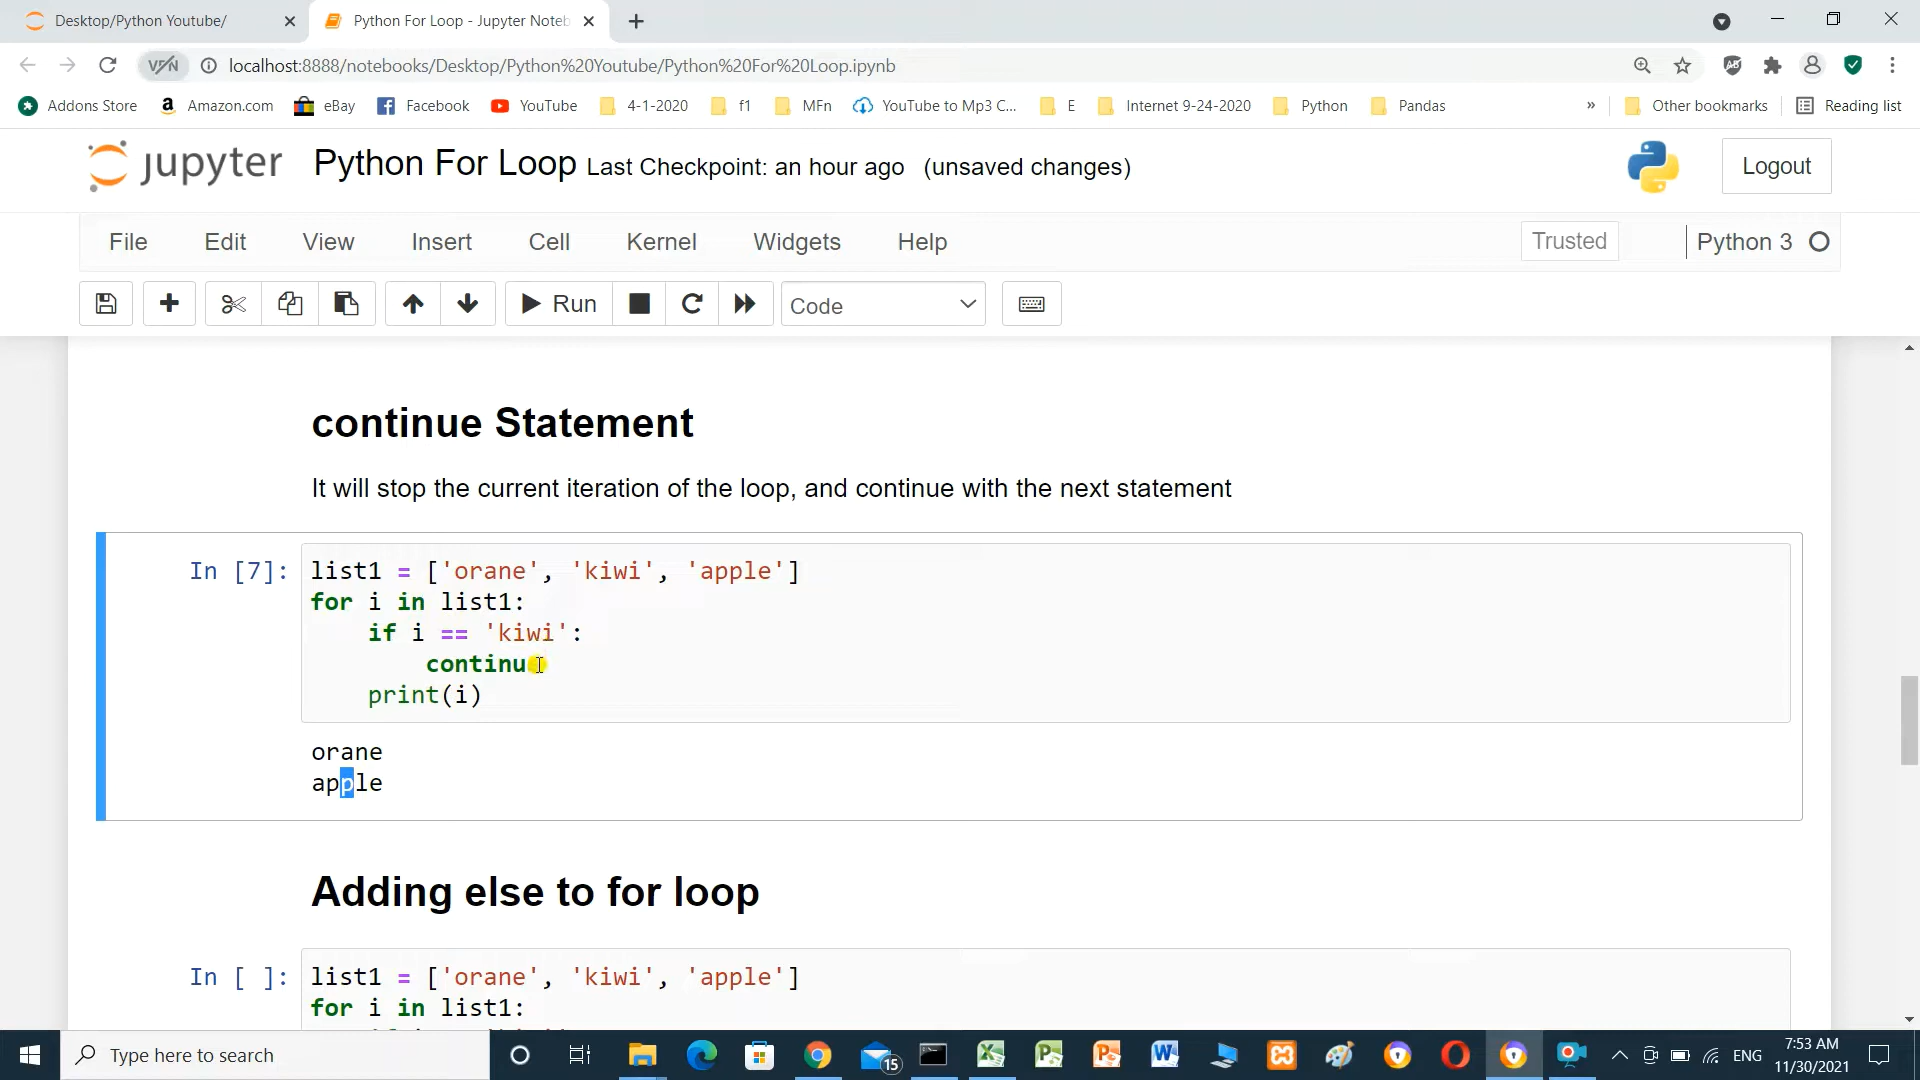 Desktop/Python Youtube/
Python For Loop - Jupyter Noteb
VPN
localhost:8888/notebooks/Desktop/Python%20Youtube/Python%20For%20Loop.ipynb
Addons Store
Amazon.com
eBay
Facebook
YouTube
4-1-2020
f1
MFn
YouTube to Mp3 C...
E
Internet 9-24-2020
Python
Pandas
»
Other bookmarks
Reading list
jupyter
Python For Loop Last Checkpoint: an hour ago (unsaved changes)
Logout
File Edit View Insert Cell Kernel Widgets Help
Trusted
Python 3
Run
Code
continue Statement
It will stop the current iteration of the loop, and continue with the next statement
In [7]: list1 = ['orane', 'kiwi', 'apple']
for i in list1:
if i == 'kiwi':
continue
print(i)
orane
apple
Adding else to for loop
In [ ]: list1 = ['orane', 'kiwi', 'apple']
for i in list1:
Type here to search
15
ENG
7:53 AM
11/30/2021